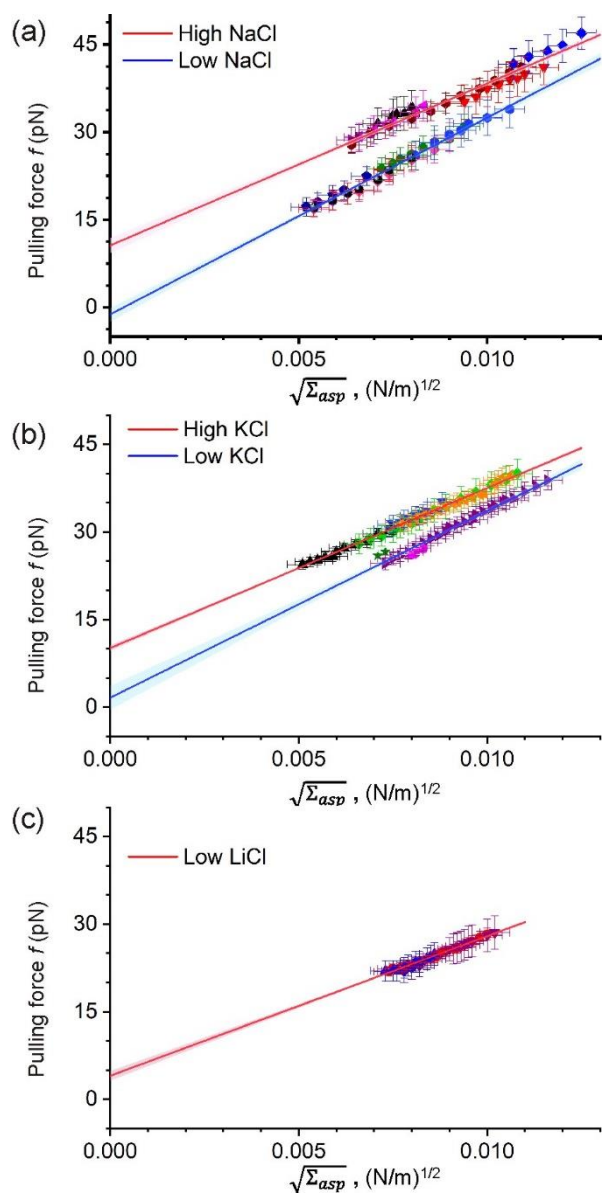 (a)
High NaCl
Low NaCl
45
30
15
0
Pulling force f (pN)
0.000
0.005
0.010
√Σasp , (N/m)1/2
(b)
High KCl
Low KCl
45
30
15
0
Pulling force f (pN)
0.000
0.005
0.010
√Σasp , (N/m)1/2
(c)
Low LiCl
45
30
15
0
Pulling force f (pN)
0.000
0.005
0.010
√Σasp , (N/m)1/2